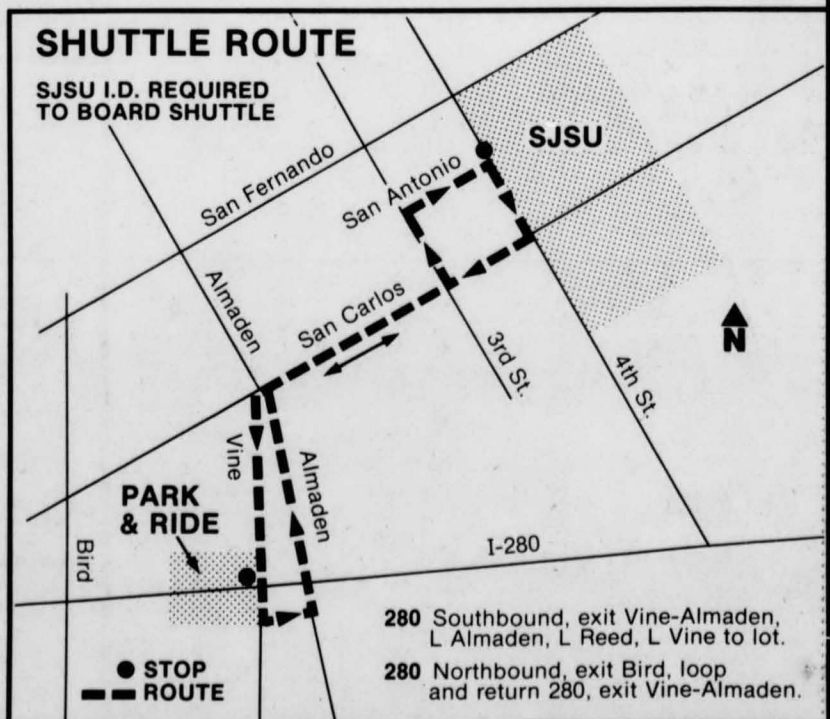 SHUTTLE ROUTE
SJSU I.D. REQUIRED
TO BOARD SHUTTLE
SJSU
San Fernando
San Antonio
Almaden
San Carlos
3rd St.
4th St.
N
Vine
Almaden
PARK
& RIDE
Bird
I-280
280 Southbound, exit Vine-Almaden,
L Almaden, L Reed, L Vine to lot.
280 Northbound, exit Bird, loop
and return 280, exit Vine-Almaden.
STOP
ROUTE